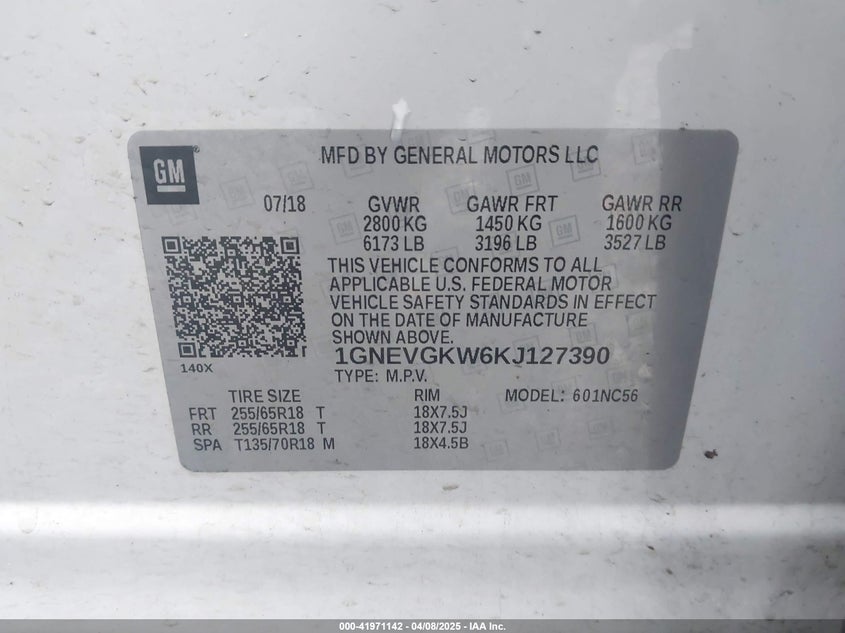 GM
MFD BY GENERAL MOTORS LLC
07/18 GVWR GAWR FRT GAWR RR
2800 KG 1450 KG 1600 KG
6173 LB 3196 LB 3527 LB
THIS VEHICLE CONFORMS TO ALL
APPLICABLE U.S. FEDERAL MOTOR
VEHICLE SAFETY STANDARDS IN EFFECT
ON THE DATE OF MANUFACTURE
SHOWN ABOVE.
140X
1GNEVGKW6KJ127390
TYPE: M.P.V.
TIRE SIZE RIM MODEL: 601NC56
FRT 255/65R18 T 18X7.5J
RR 255/65R18 T 18X7.5J
SPA T135/70R18 M 18X4.5B
000-41971142 - 04/08/2025 - IAA Inc.